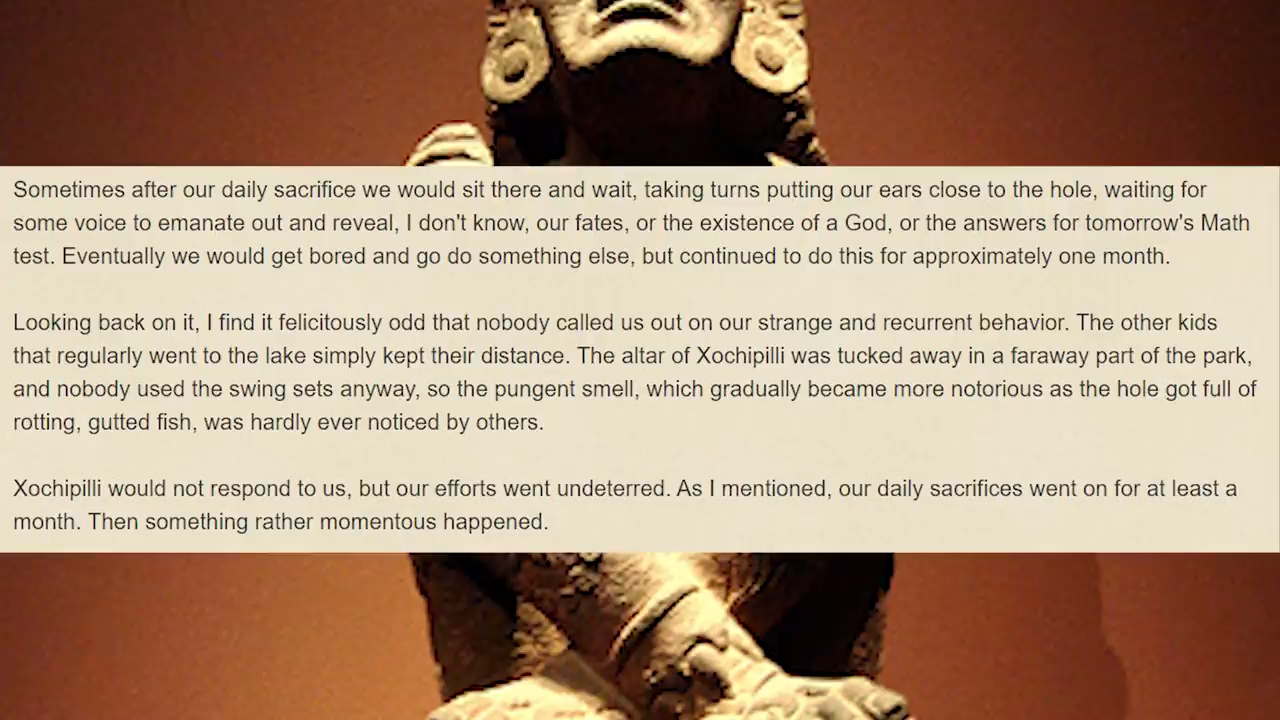 Sometimes after our daily sacrifice we would sit there and wait, taking turns putting our ears close to the hole, waiting for
some voice to emanate out and reveal, I don't know, our fates, or the existence of a God, or the answers for tomorrow's Math
test. Eventually we would get bored and go do something else, but continued to do this for approximately one month.
Looking back on it, I find it felicitously odd that nobody called us out on our strange and recurrent behavior. The other kids
that regularly went to the lake simply kept their distance. The altar of Xochipilli was tucked away in a faraway part of the park,
and nobody used the swing sets anyway, so the pungent smell, which gradually became more notorious as the hole got full of
rotting, gutted fish, was hardly ever noticed by others.
Xochipilli would not respond to us, but our efforts went undeterred. As I mentioned, our daily sacrifices went on for at least a
month. Then something rather momentous happened.